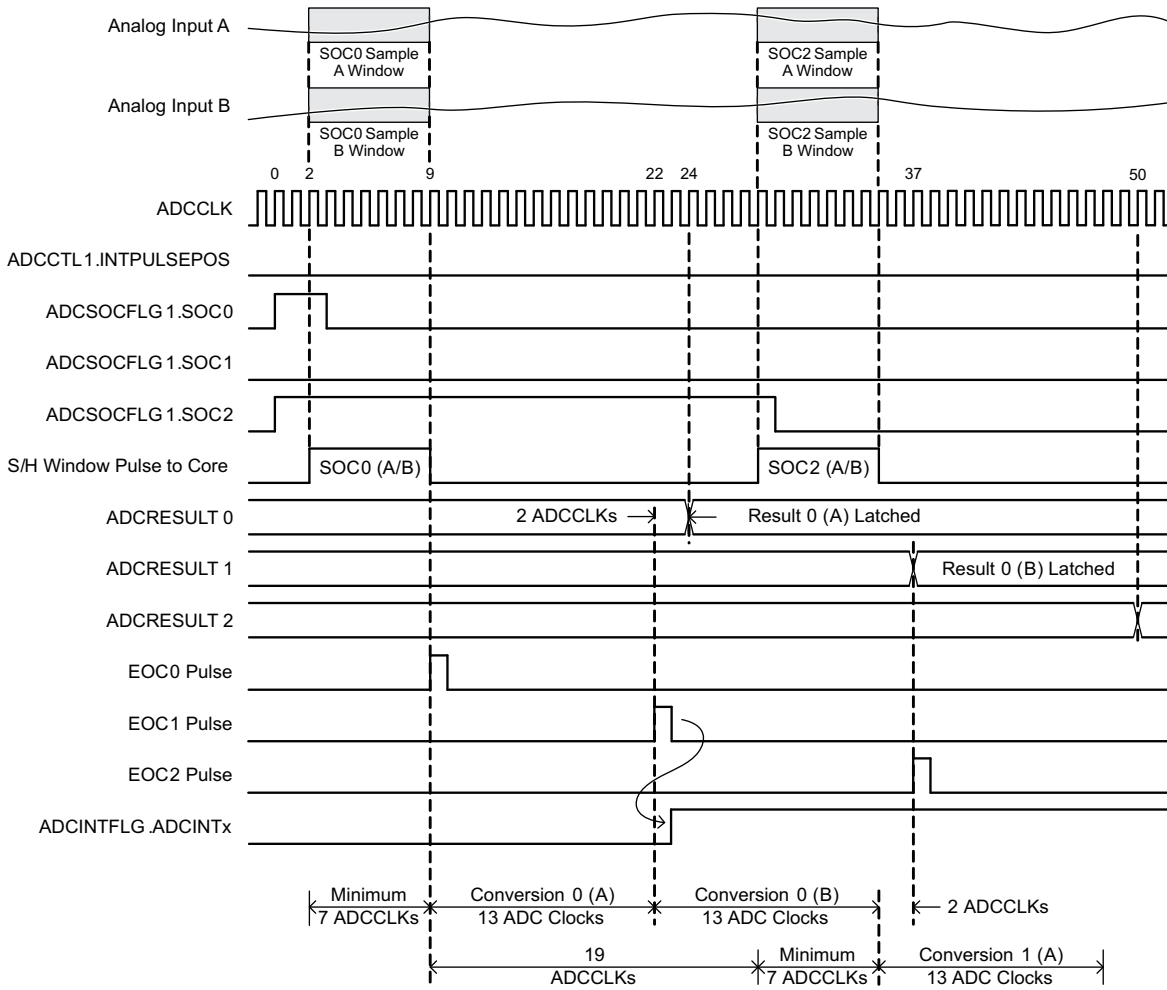 Analog Input A
SOC0 Sample
A Window
SOC2 Sample
A Window
Analog Input B
SOC0 Sample
B Window
SOC2 Sample
B Window
0 2 9 22 24 37 50
ADCCLK
ADCCTL1.INTPULSEPOS
ADCSOCFLG1.SOC0
ADCSOCFLG1.SOC1
ADCSOCFLG1.SOC2
S/H Window Pulse to Core
SOC0 (A/B)
SOC2 (A/B)
ADCRESULT 0
2 ADCCLKs
Result 0 (A) Latched
ADCRESULT 1
Result 0 (B) Latched
ADCRESULT 2
EOC0 Pulse
EOC1 Pulse
EOC2 Pulse
ADCINTFLG.ADCINTx
Minimum
7 ADCCLKs
Conversion 0 (A)
13 ADC Clocks
Conversion 0 (B)
13 ADC Clocks
2 ADCCLKs
19
ADCCLKs
Minimum
7 ADCCLKs
Conversion 1 (A)
13 ADC Clocks